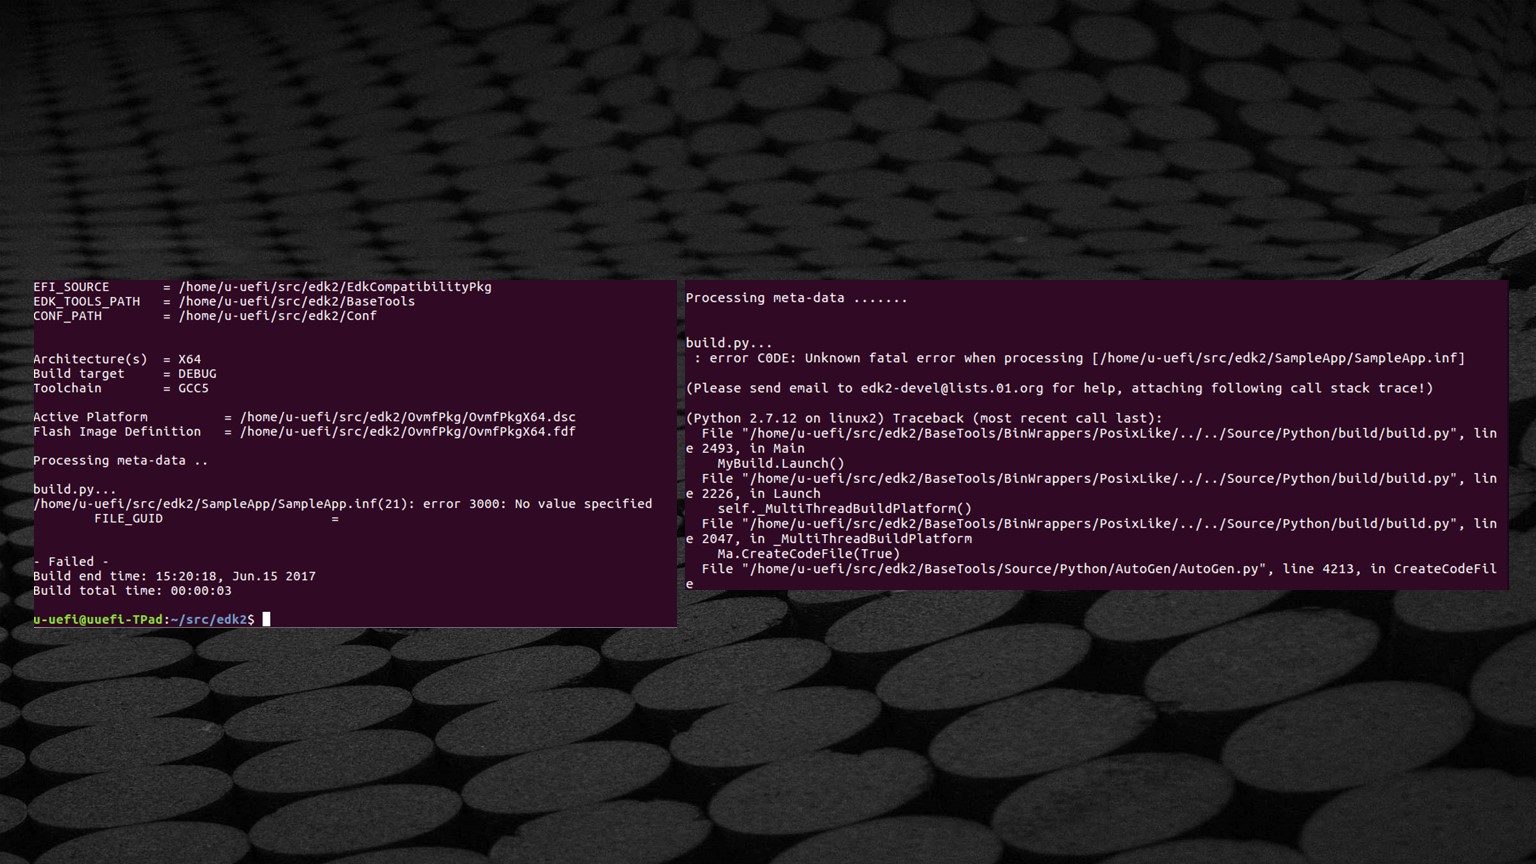 EFI_SOURCE = /home/u-uefi/src/edk2/EdkCompatibilityPkg
EDK_TOOLS_PATH = /home/u-uefi/src/edk2/BaseTools
CONF_PATH = /home/u-uefi/src/edk2/Conf
Architecture(s) = X64
Build target = DEBUG
Toolchain = GCC5
Active Platform = /home/u-uefi/src/edk2/OvmfPkg/OvmfPkgX64.dsc
Flash Image Definition = /home/u-uefi/src/edk2/OvmfPkg/OvmfPkgX64.fdf
Processing meta-data ..
build.py...
/home/u-uefi/src/edk2/SampleApp/SampleApp.inf(21): error 3000: No value specified
FILE_GUID =
- Failed -
Build end time: 15:20:18, Jun.15 2017
Build total time: 00:00:03
u-uefi@uuefi-TPad:~/src/edk2$
Processing meta-data .......
build.py...
: error C0DE: Unknown fatal error when processing [/home/u-uefi/src/edk2/SampleApp/SampleApp.inf]
(Please send email to edk2-devel@lists.01.org for help, attaching following call stack trace!)
(Python 2.7.12 on linux2) Traceback (most recent call last):
File "/home/u-uefi/src/edk2/BaseTools/BinWrappers/PosixLike/../../Source/Python/build/build.py", lin
e 2493, in Main
MyBuild.Launch()
File "/home/u-uefi/src/edk2/BaseTools/BinWrappers/PosixLike/../../Source/Python/build/build.py", lin
e 2226, in Launch
self._MultiThreadBuildPlatform()
File "/home/u-uefi/src/edk2/BaseTools/BinWrappers/PosixLike/../../Source/Python/build/build.py", lin
e 2047, in _MultiThreadBuildPlatform
Ma.CreateCodeFile(True)
File "/home/u-uefi/src/edk2/BaseTools/Source/Python/AutoGen/AutoGen.py", line 4213, in CreateCodeFil
e